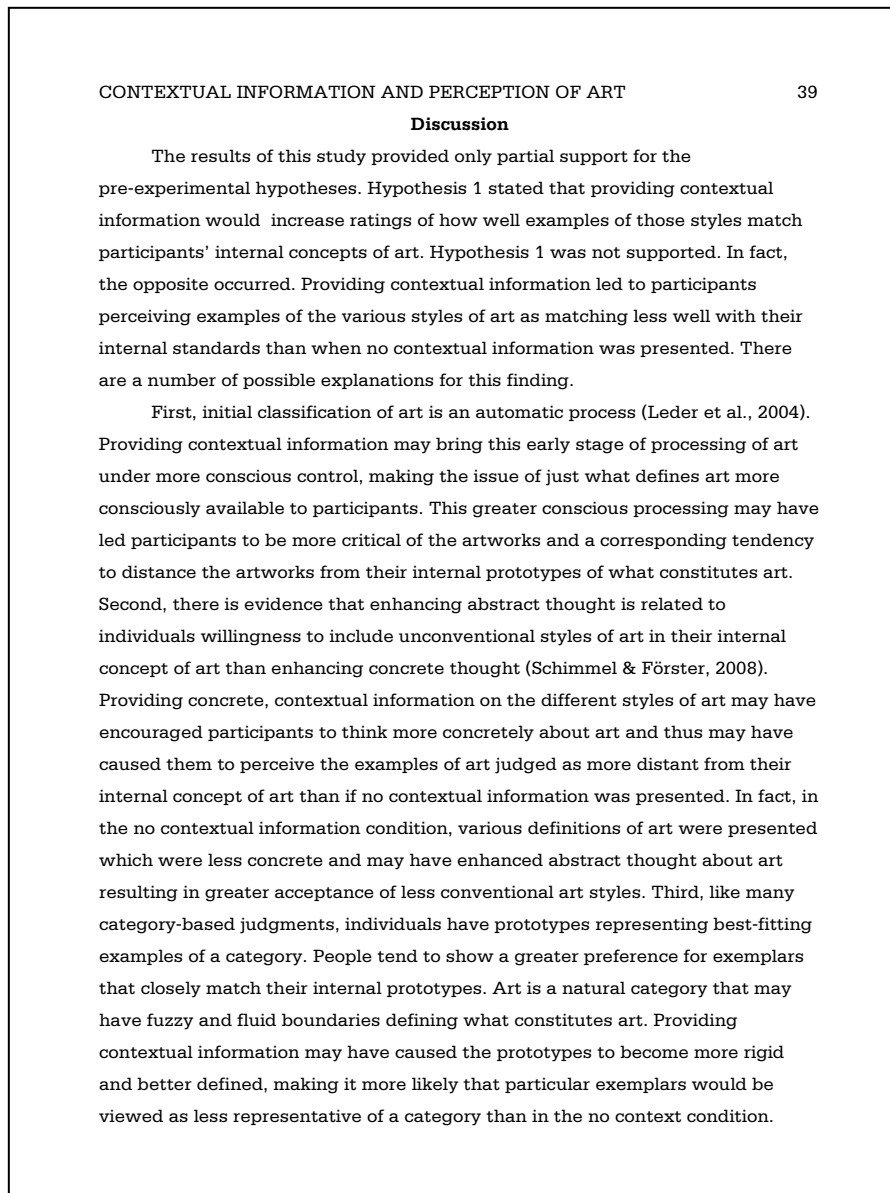 CONTEXTUAL INFORMATION AND PERCEPTION OF ART 39
Discussion
The results of this study provided only partial support for the
pre-experimental hypotheses. Hypothesis 1 stated that providing contextual
information would  increase ratings of how well examples of those styles match
participants’ internal concepts of art. Hypothesis 1 was not supported. In fact,
the opposite occurred. Providing contextual information led to participants
perceiving examples of the various styles of art as matching less well with their
internal standards than when no contextual information was presented. There
are a number of possible explanations for this finding.
First, initial classification of art is an automatic process (Leder et al., 2004).
Providing contextual information may bring this early stage of processing of art
under more conscious control, making the issue of just what defines art more
consciously available to participants. This greater conscious processing may have
led participants to be more critical of the artworks and a corresponding tendency
to distance the artworks from their internal prototypes of what constitutes art.
Second, there is evidence that enhancing abstract thought is related to
individuals willingness to include unconventional styles of art in their internal
concept of art than enhancing concrete thought (Schimmel & Förster, 2008).
Providing concrete, contextual information on the different styles of art may have
encouraged participants to think more concretely about art and thus may have
caused them to perceive the examples of art judged as more distant from their
internal concept of art than if no contextual information was presented. In fact, in
the no contextual information condition, various definitions of art were presented
which were less concrete and may have enhanced abstract thought about art
resulting in greater acceptance of less conventional art styles. Third, like many
category-based judgments, individuals have prototypes representing best-fitting
examples of a category. People tend to show a greater preference for exemplars
that closely match their internal prototypes. Art is a natural category that may
have fuzzy and fluid boundaries defining what constitutes art. Providing
contextual information may have caused the prototypes to become more rigid
and better defined, making it more likely that particular exemplars would be
viewed as less representative of a category than in the no context condition.